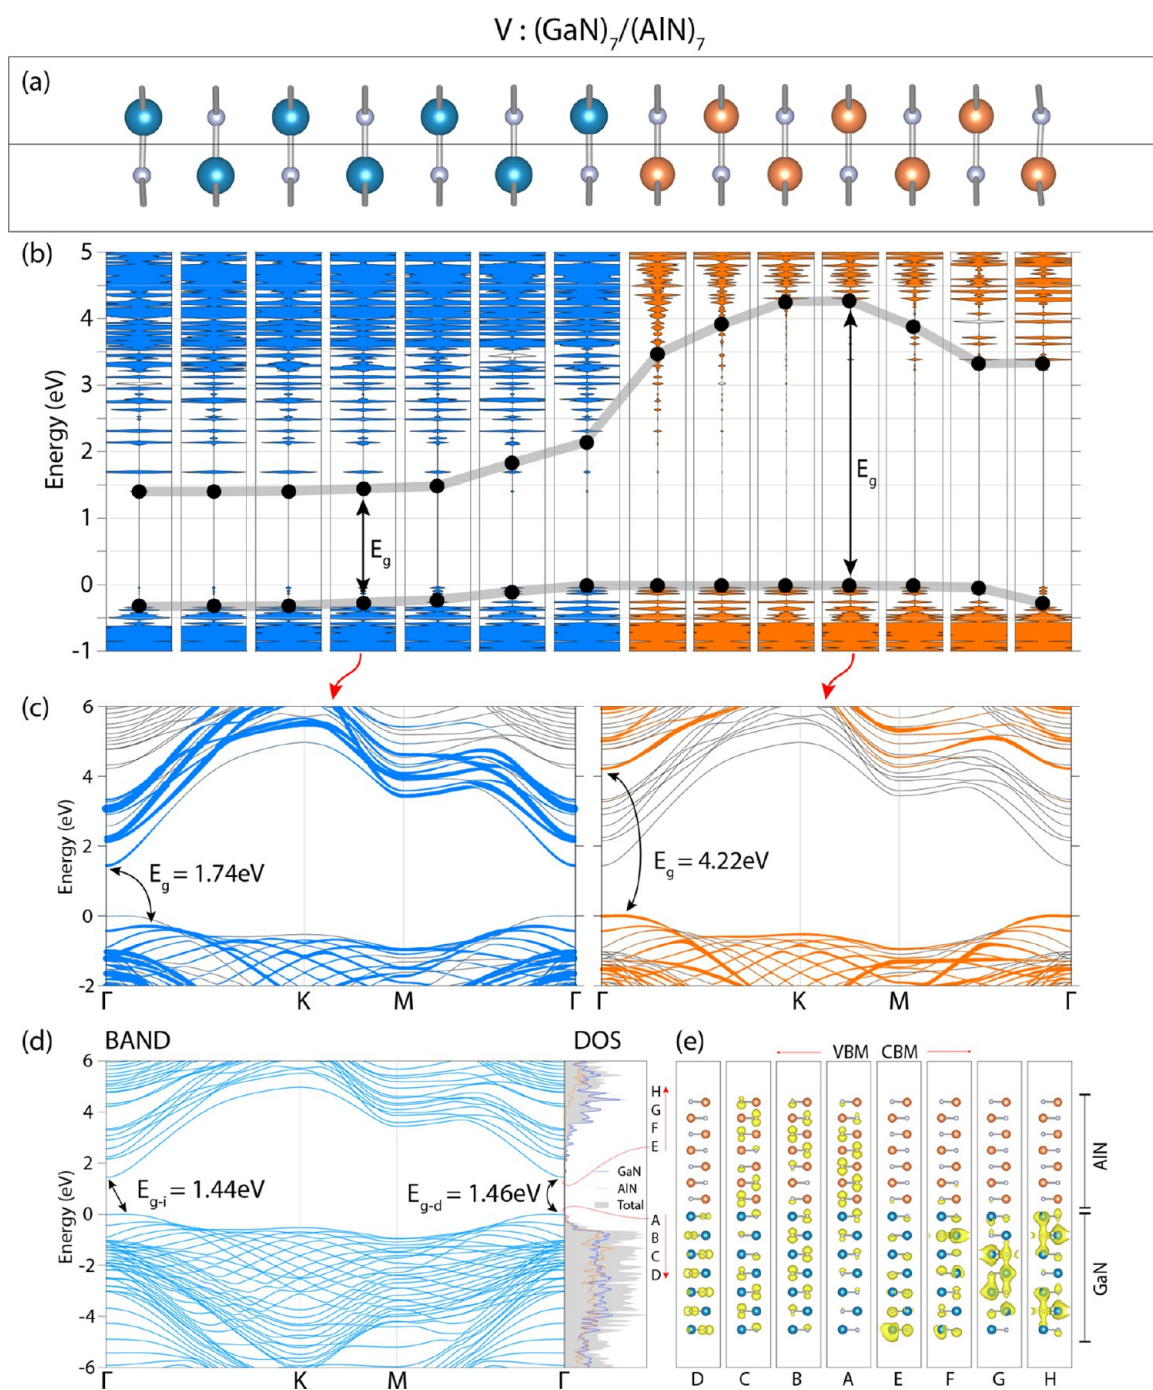 V : (GaN)7/(AlN)7
(a)
(b)
5
4
3
2
1
0
-1
Energy (eV)
Eg
Eg
(c)
6
4
2
0
-2
Energy (eV)
Eg = 1.74eV
Eg = 4.22eV
Γ K M Γ
Γ K M Γ
(d) BAND DOS
6
4
2
0
-2
-4
-6
Energy (eV)
Eg-i = 1.44eV
Eg-d = 1.46eV
Γ K M Γ
H
G
F
E
GaN
AlN
Total
A
B
C
D
(e)
VBM CBM
AlN
GaN
D C B A E F G H